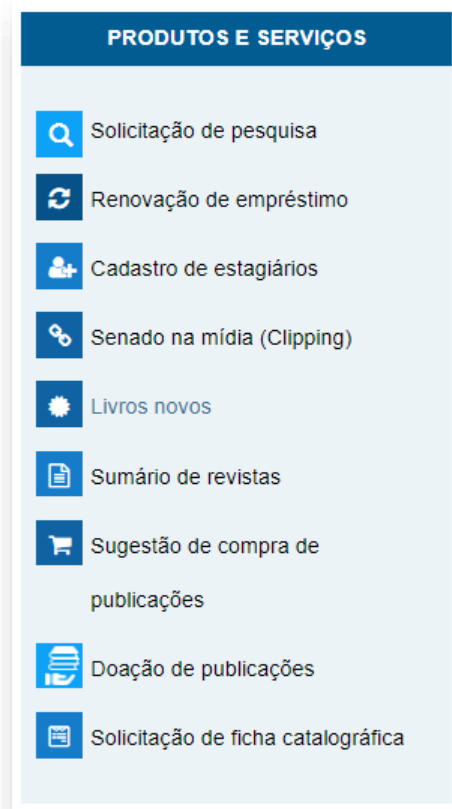 PRODUTOS E SERVIÇOS
Solicitação de pesquisa
Renovação de empréstimo
Cadastro de estagiários
Senado na mídia (Clipping)
Livros novos
Sumário de revistas
Sugestão de compra de
publicações
Doação de publicações
Solicitação de ficha catalográfica